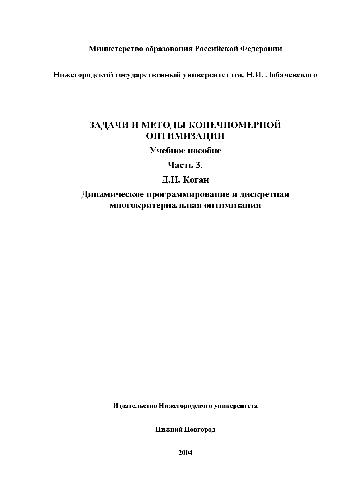 Министерство образования Российской Федерации
Нижегородский государственный университет им. Н.И. Лобачевского
ЗАДАЧИ И МЕТОДЫ КОНЕЧНОМЕРНОЙ
ОПТИМИЗАЦИИ
Учебное пособие
Часть 3.
Д.И. Коган
Динамическое программирование и дискретная
многокритериальная оптимизация
Издательство Нижегородского университета
Нижний Новгород
2004